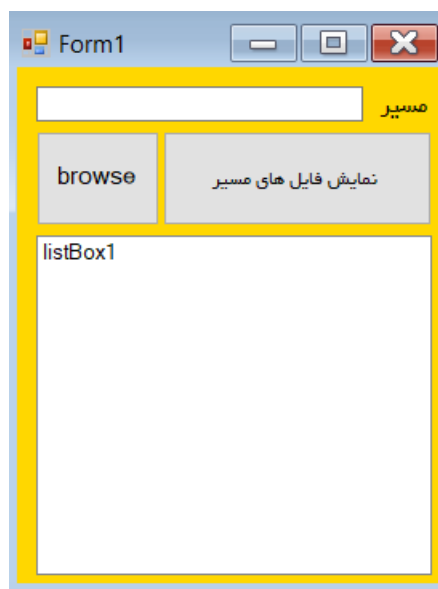 Form1
مسیر
browse
نمایش فایل های مسیر
listBox1